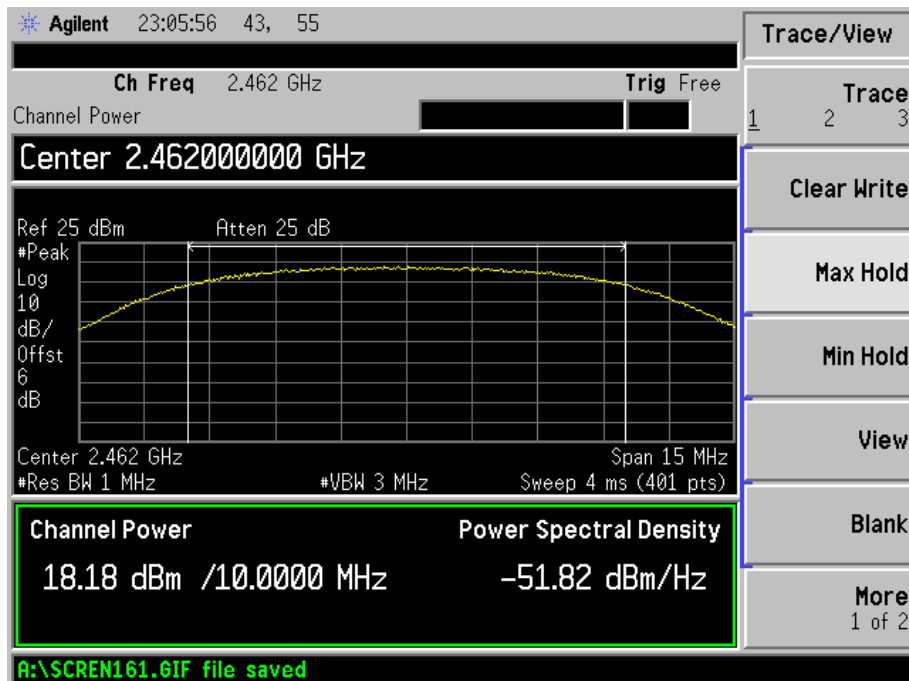 Agilent 23:05:56 43, 55
Trace/View
Ch Freq 2.462 GHz Trig Free
Channel Power
Trace
1 2 3
Center 2.462000000 GHz
Clear Write
Ref 25 dBm Atten 25 dB
#Peak
Log
10
dB/
Offst
6
dB
Max Hold
Min Hold
Center 2.462 GHz Span 15 MHz
#Res BW 1 MHz #VBW 3 MHz Sweep 4 ms (401 pts)
View
Channel Power Power Spectral Density
18.18 dBm /10.0000 MHz -51.82 dBm/Hz
Blank
More
1 of 2
A:\SCREN161.GIF file saved